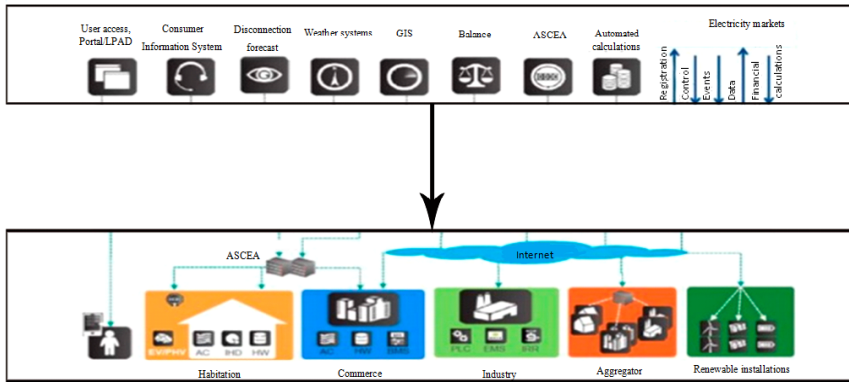 User access,
Portal/LPAD
Consumer
Information System
Disconnection
forecast
Weather systems
GIS
Balance
ASCEA
Automated
calculations
Electricity markets
Registration
Control
Events
Data
Financial
calculations
ASCEA
Internet
EV/PHV
AC
IHD
HW
AC
HW
BMS
PLC
EMS
IRR
Habitation
Commerce
Industry
Aggregator
Renewable installations